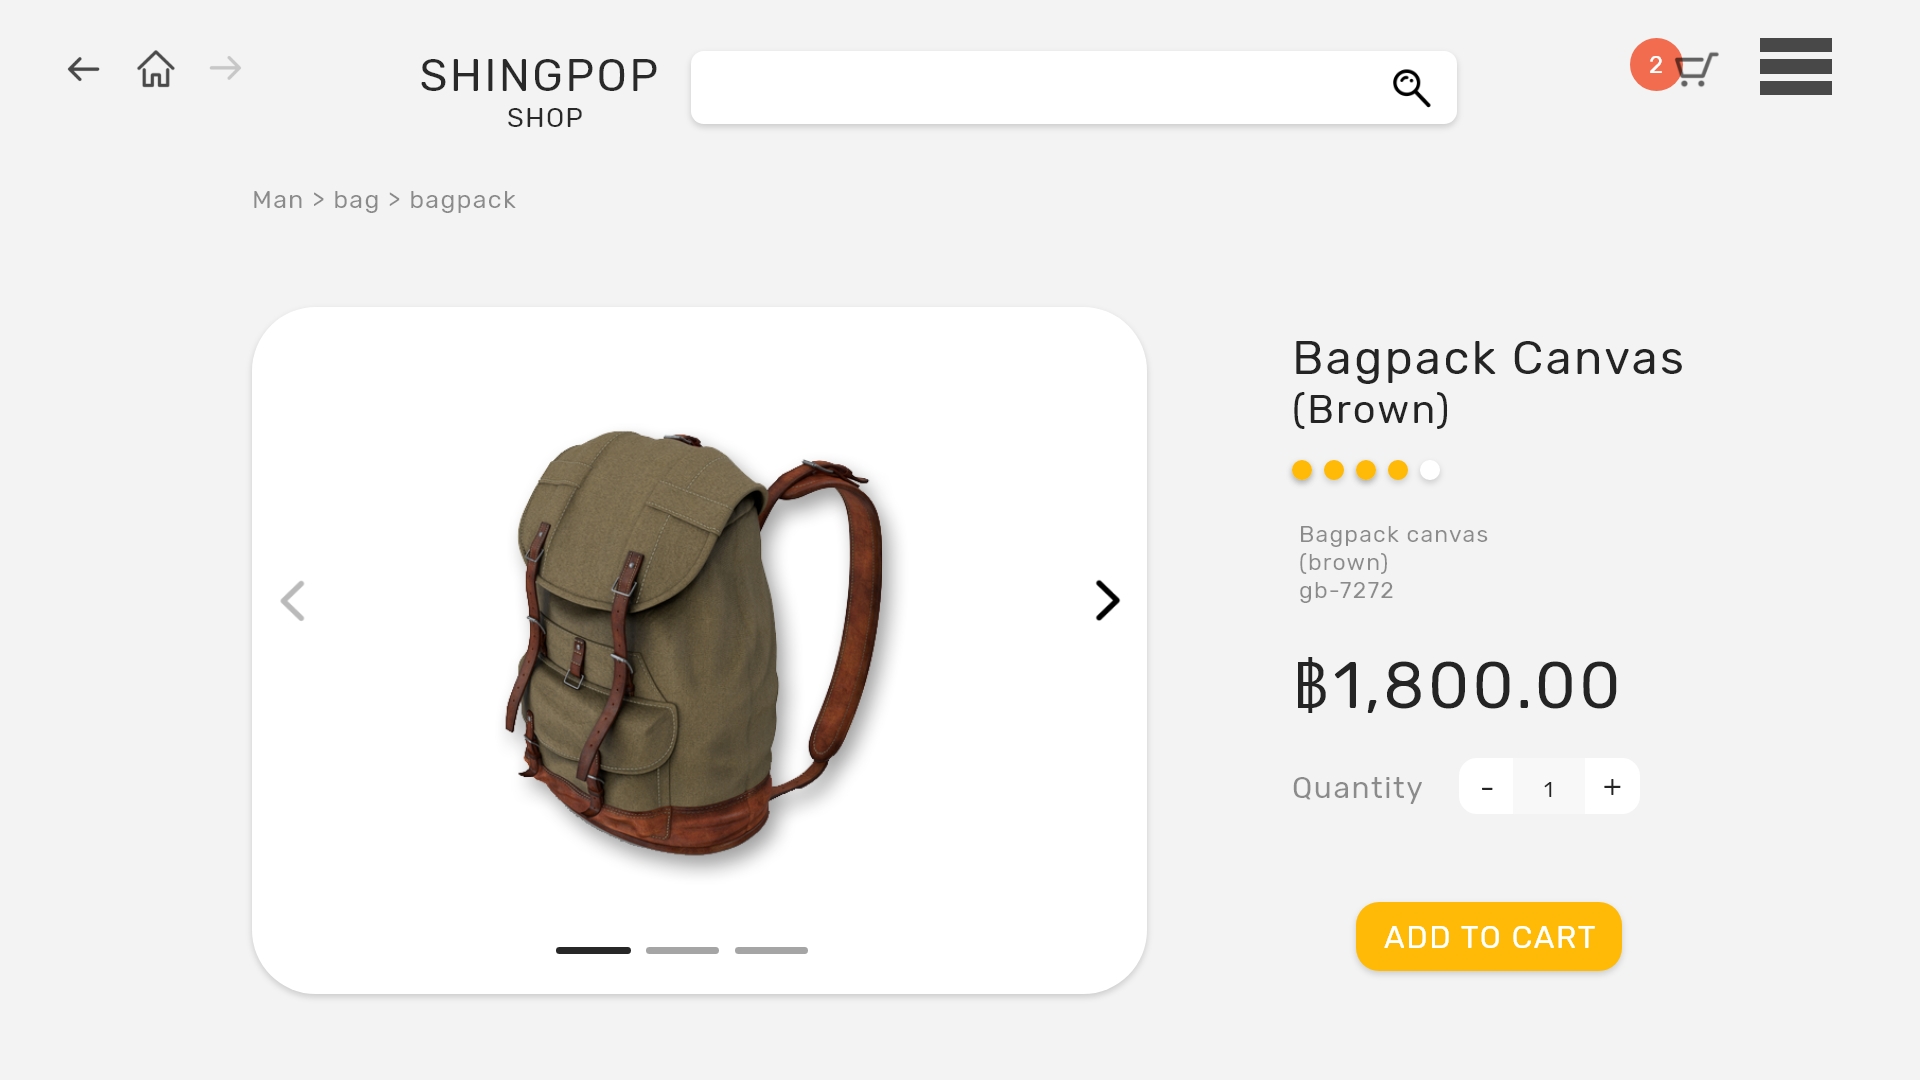 SHINGPOP
SHOP
2
Man > bag > bagpack
Bagpack Canvas
(Brown)
Bagpack canvas
(brown)
gb-7272
฿1,800.00
Quantity - 1 +
ADD TO CART